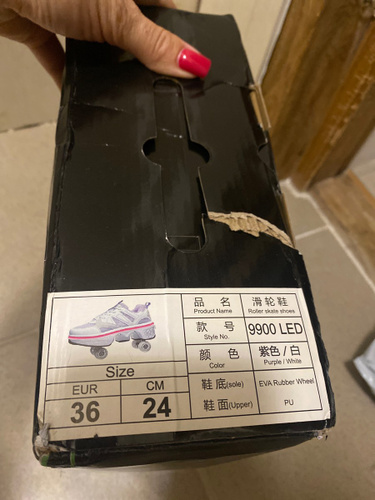 品 名
Product Name
滑轮鞋
Roller skate shoes
款 号
Style No.
9900 LED
颜 色
Color
紫色/白
Purple / White
Size
EUR
CM
36
24
鞋底(sole)
EVA Rubber Wheel
鞋面(Upper)
PU